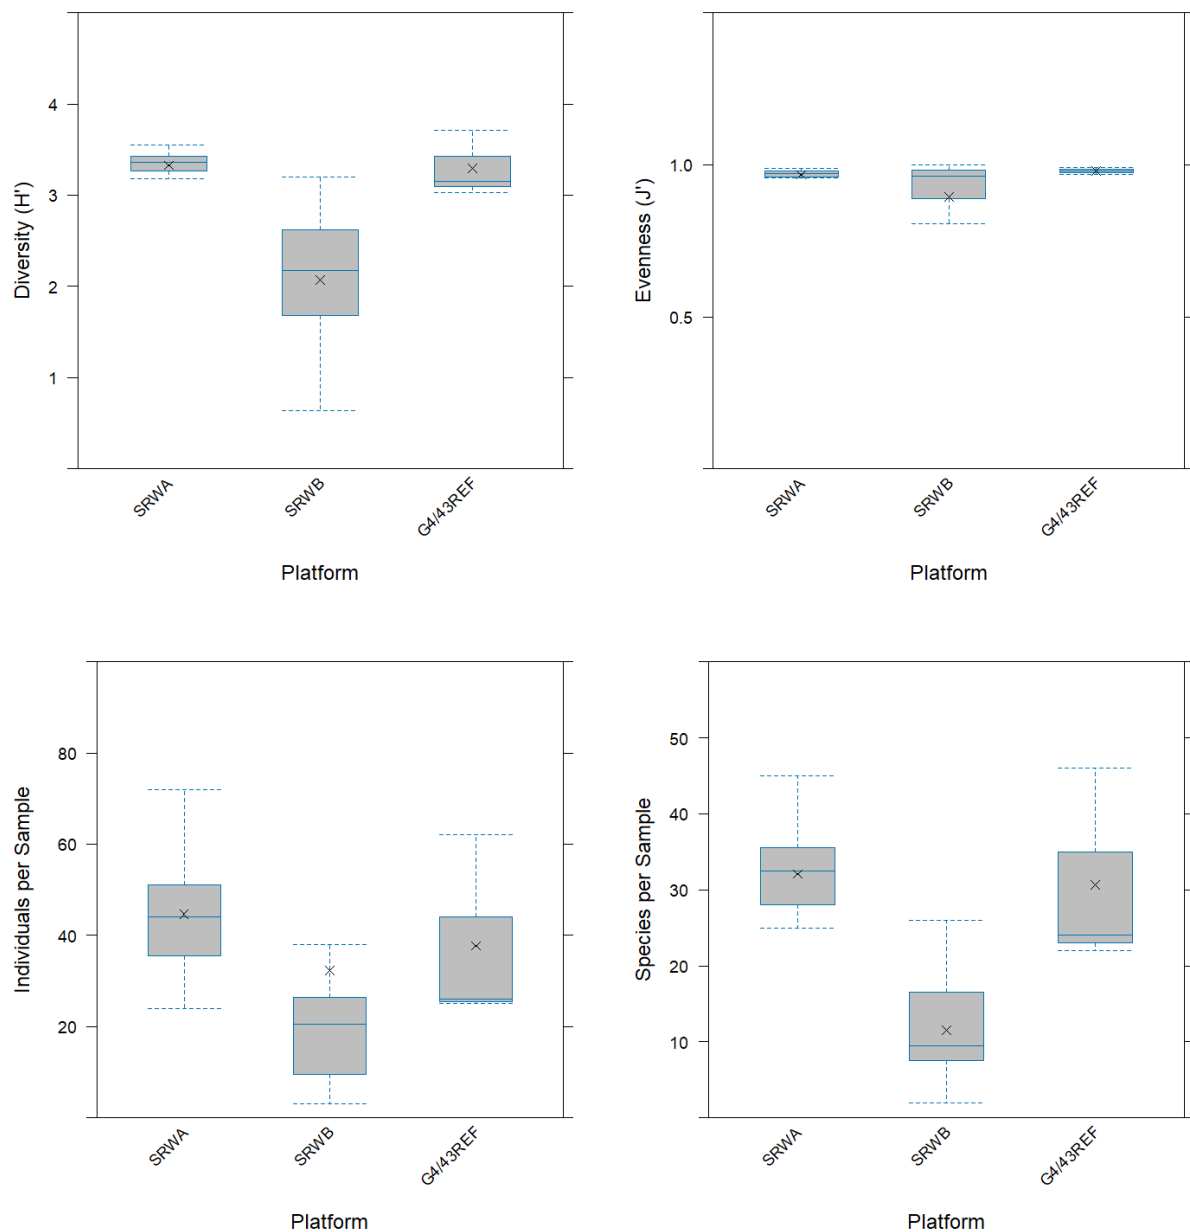 Diversity (H')
4
3
2
1
SRWA
SRWB
G4/43REF
Platform
Evenness (J')
1.0
0.5
SRWA
SRWB
G4/43REF
Platform
Individuals per Sample
80
60
40
20
SRWA
SRWB
G4/43REF
Platform
Species per Sample
50
40
30
20
10
SRWA
SRWB
G4/43REF
Platform